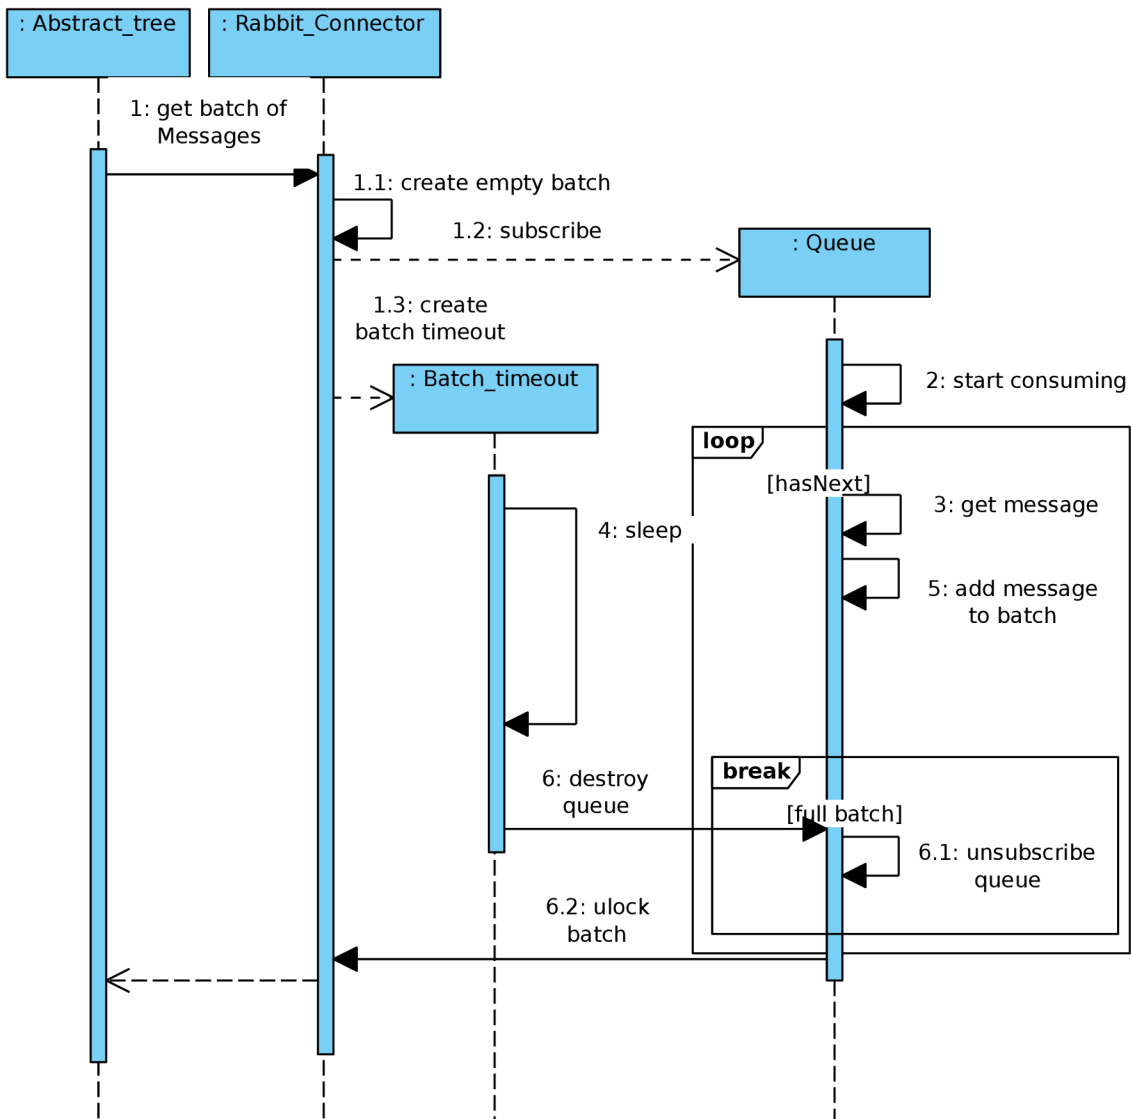 : Abstract_tree
: Rabbit_Connector
1: get batch of
Messages
1.1: create empty batch
1.2: subscribe
: Queue
1.3: create
batch timeout
: Batch_timeout
2: start consuming
loop
[hasNext]
3: get message
4: sleep
5: add message
to batch
break
6: destroy
queue
[full batch]
6.1: unsubscribe
queue
6.2: ulock
batch